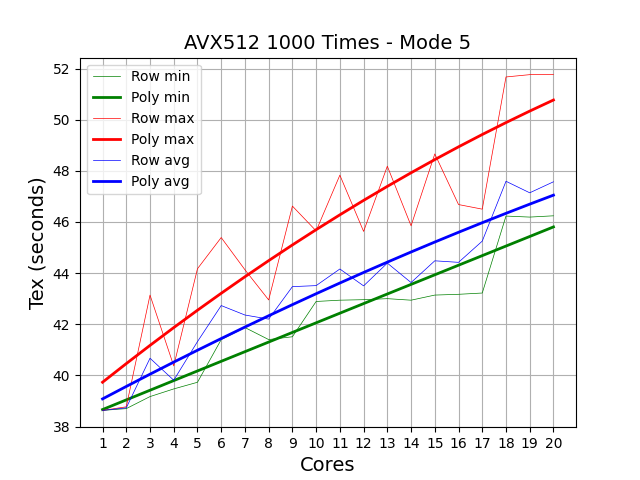 AVX512 1000 Times - Mode 5
Row min
Poly min
Row max
Poly max
Row avg
Poly avg
52
50
48
46
44
42
40
38
Tex (seconds)
1 2 3 4 5 6 7 8 9 10 11 12 13 14 15 16 17 18 19 20
Cores